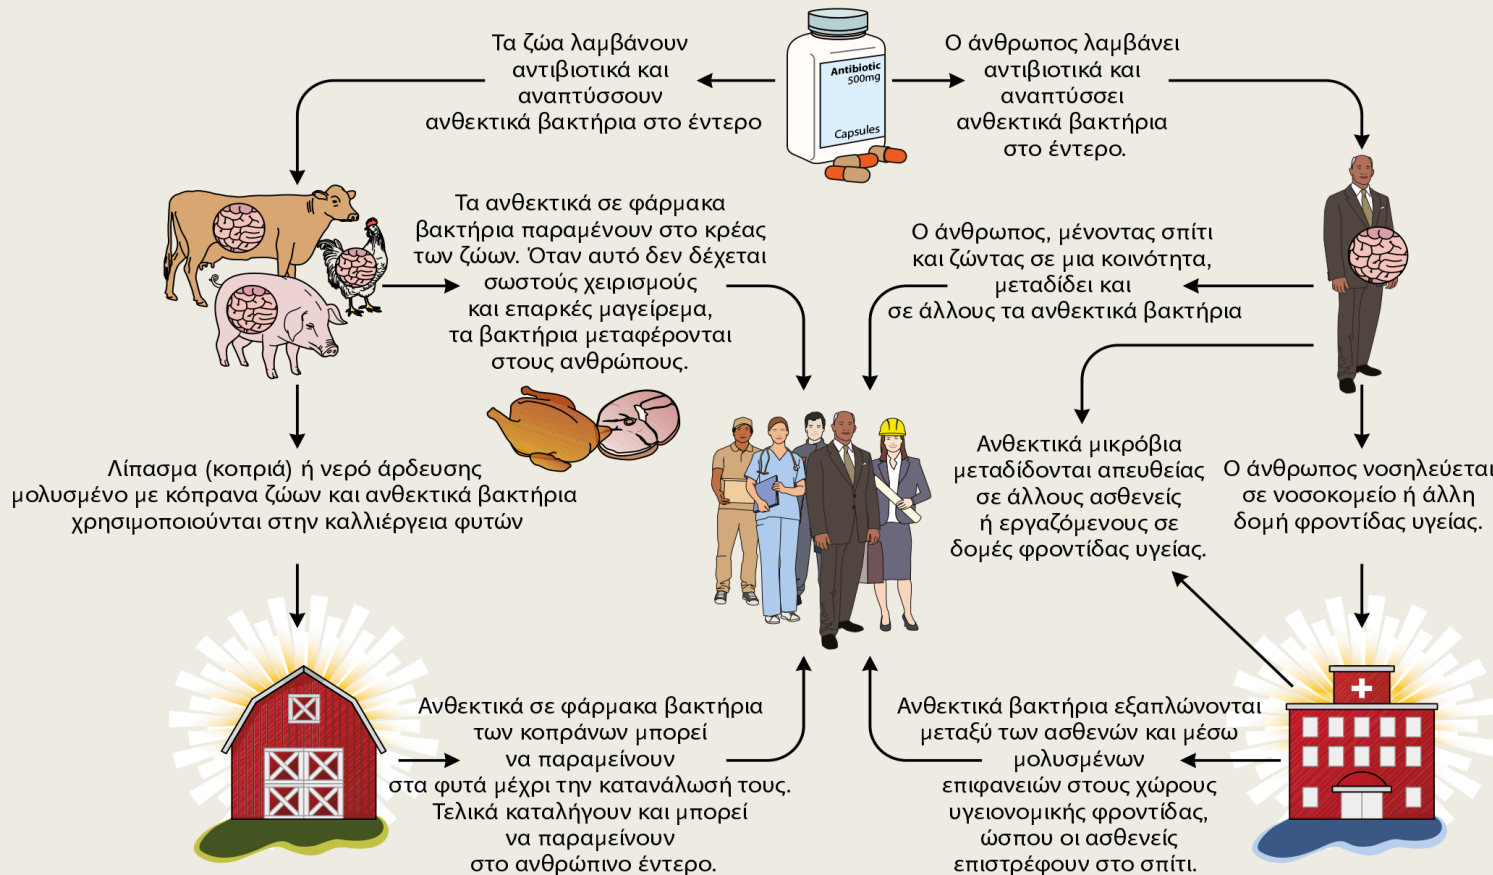 Τα ζώα λαμβάνουν
αντιβιοτικά και
αναπτύσσουν
ανθεκτικά βακτήρια στο έντερο
Antibiotic
500mg
Capsules
Ο άνθρωπος λαμβάνει
αντιβιοτικά και
αναπτύσσει
ανθεκτικά βακτήρια
στο έντερο.
Τα ανθεκτικά σε φάρμακα
βακτήρια παραμένουν στο κρέας
των ζώων. Όταν αυτό δεν δέχεται
σωστούς χειρισμούς
και επαρκές μαγείρεμα,
τα βακτήρια μεταφέρονται
στους ανθρώπους.
Ο άνθρωπος, μένοντας σπίτι
και ζώντας σε μια κοινότητα,
μεταδίδει και
σε άλλους τα ανθεκτικά βακτήρια
Λίπασμα (κοπριά) ή νερό άρδευσης
μολυσμένο με κόπρανα ζώων και ανθεκτικά βακτήρια
χρησιμοποιούνται στην καλλιέργεια φυτών
Ανθεκτικά μικρόβια
μεταδίδονται απευθείας
σε άλλους ασθενείς
ή εργαζόμενους σε
δομές φροντίδας υγείας.
Ο άνθρωπος νοσηλεύεται
σε νοσοκομείο ή άλλη
δομή φροντίδας υγείας.
Ανθεκτικά σε φάρμακα βακτήρια
των κοπράνων μπορεί
να παραμείνουν
στα φυτά μέχρι την κατανάλωσή τους.
Τελικά καταλήγουν και μπορεί
να παραμείνουν
στο ανθρώπινο έντερο.
Ανθεκτικά βακτήρια εξαπλώνονται
μεταξύ των ασθενών και μέσω
μολυσμένων
επιφανειών στους χώρους
υγειονομικής φροντίδας,
ώσπου οι ασθενείς
επιστρέφουν στο σπίτι.